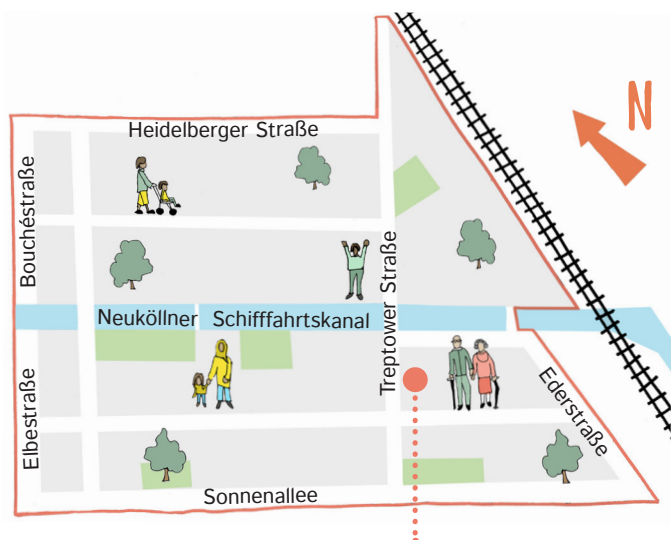 N
Heidelberger Straße
Bouchéstraße
Treptower Straße
Neuköllner Schifffahrtskanal
Elbestraße
Ederstraße
Sonnenallee